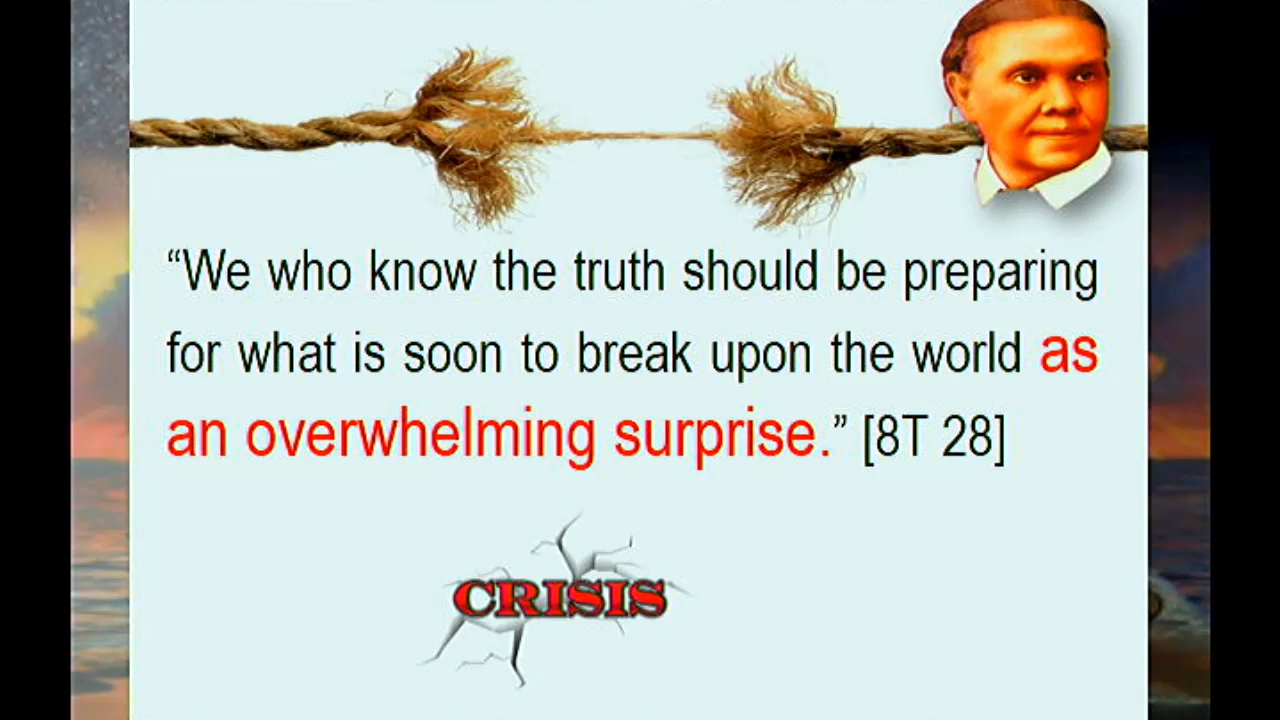 “We who know the truth should be preparing
for what is soon to break upon the world as
an overwhelming surprise.” [8T 28]
CRISIS